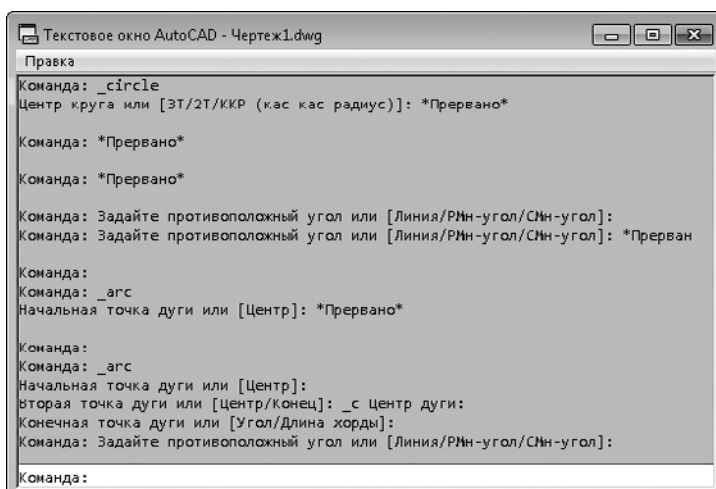 Текстовое окно AutoCAD - Чертеж1.dwg
Правка
Команда: _circle
Центр круга или [3Т/2Т/ККР (кас кас радиус)]: *Прервано*
Команда: *Прервано*
Команда: *Прервано*
Команда: Задайте противоположный угол или [Линия/РМн-угол/СМн-угол]:
Команда: Задайте противоположный угол или [Линия/РМн-угол/СМн-угол]: *Прерван
Команда:
Команда: _arc
Начальная точка дуги или [Центр]: *Прервано*
Команда:
Команда: _arc
Начальная точка дуги или [Центр]:
Вторая точка дуги или [Центр/Конец]: _c Центр дуги:
Конечная точка дуги или [Угол/Длина хорды]:
Команда: Задайте противоположный угол или [Линия/РМн-угол/СМн-угол]:
Команда: